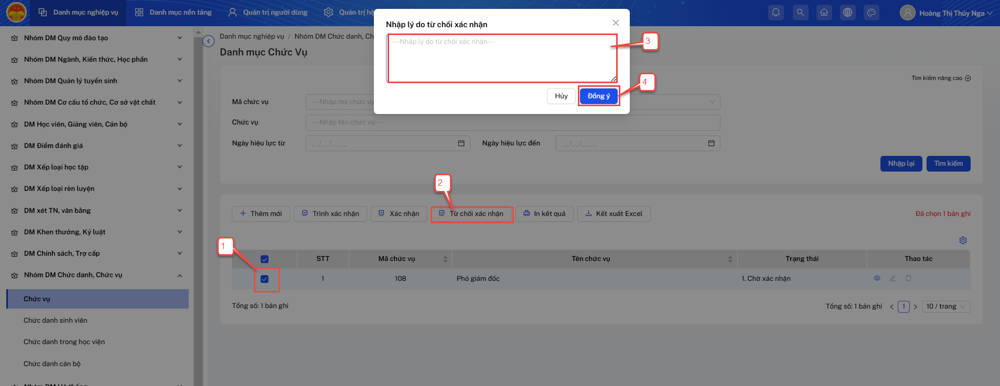 Danh mục nghiệp vụ
Danh mục nền tảng
Quản trị người dùng
Quản trị hệ
Hoàng Thị Thúy Nga
Nhóm DM Quy mô đào tạo
Nhóm DM Ngành, Kiến thức, Học phần
Nhóm DM Quản lý tuyển sinh
Nhóm DM Cơ cấu tổ chức, Cơ sở vật chất
DM Học viên, Giảng viên, Cán bộ
DM Điểm đánh giá
DM Xếp loại học tập
DM Xếp loại rèn luyện
DM xét TN, văn bằng
DM Khen thưởng, Kỷ luật
DM Chính sách, Trợ cấp
Nhóm DM Chức danh, Chức vụ
Chức vụ
Chức danh sinh viên
Chức danh trong học viện
Chức danh cán bộ
Nhóm DM Hệ thống
Danh mục nghiệp vụ / Nhóm DM Chức danh, Ch
Danh mục Chức Vụ
Nhập lý do từ chối xác nhận
---Nhập lý do từ chối xác nhận---
3
Hủy
Đồng ý
4
Tìm kiếm nâng cao
Mã chức vụ
---Nhập mã chức vụ
Chức vụ
---Nhập tên chức vụ---
Ngày hiệu lực từ
__/__/____
Ngày hiệu lực đến
__/__/____
Nhập lại
Tìm kiếm
2
Thêm mới
Trình xác nhận
Xác nhận
Từ chối xác nhận
In kết quả
Kết xuất Excel
Đã chọn 1 bản ghi
1
STT
Mã chức vụ
Tên chức vụ
Trạng thái
Thao tác
1
108
Phó giám đốc
1. Chờ xác nhận
Tổng số: 1 bản ghi
Tổng số: 1 bản ghi
1
10 / trang